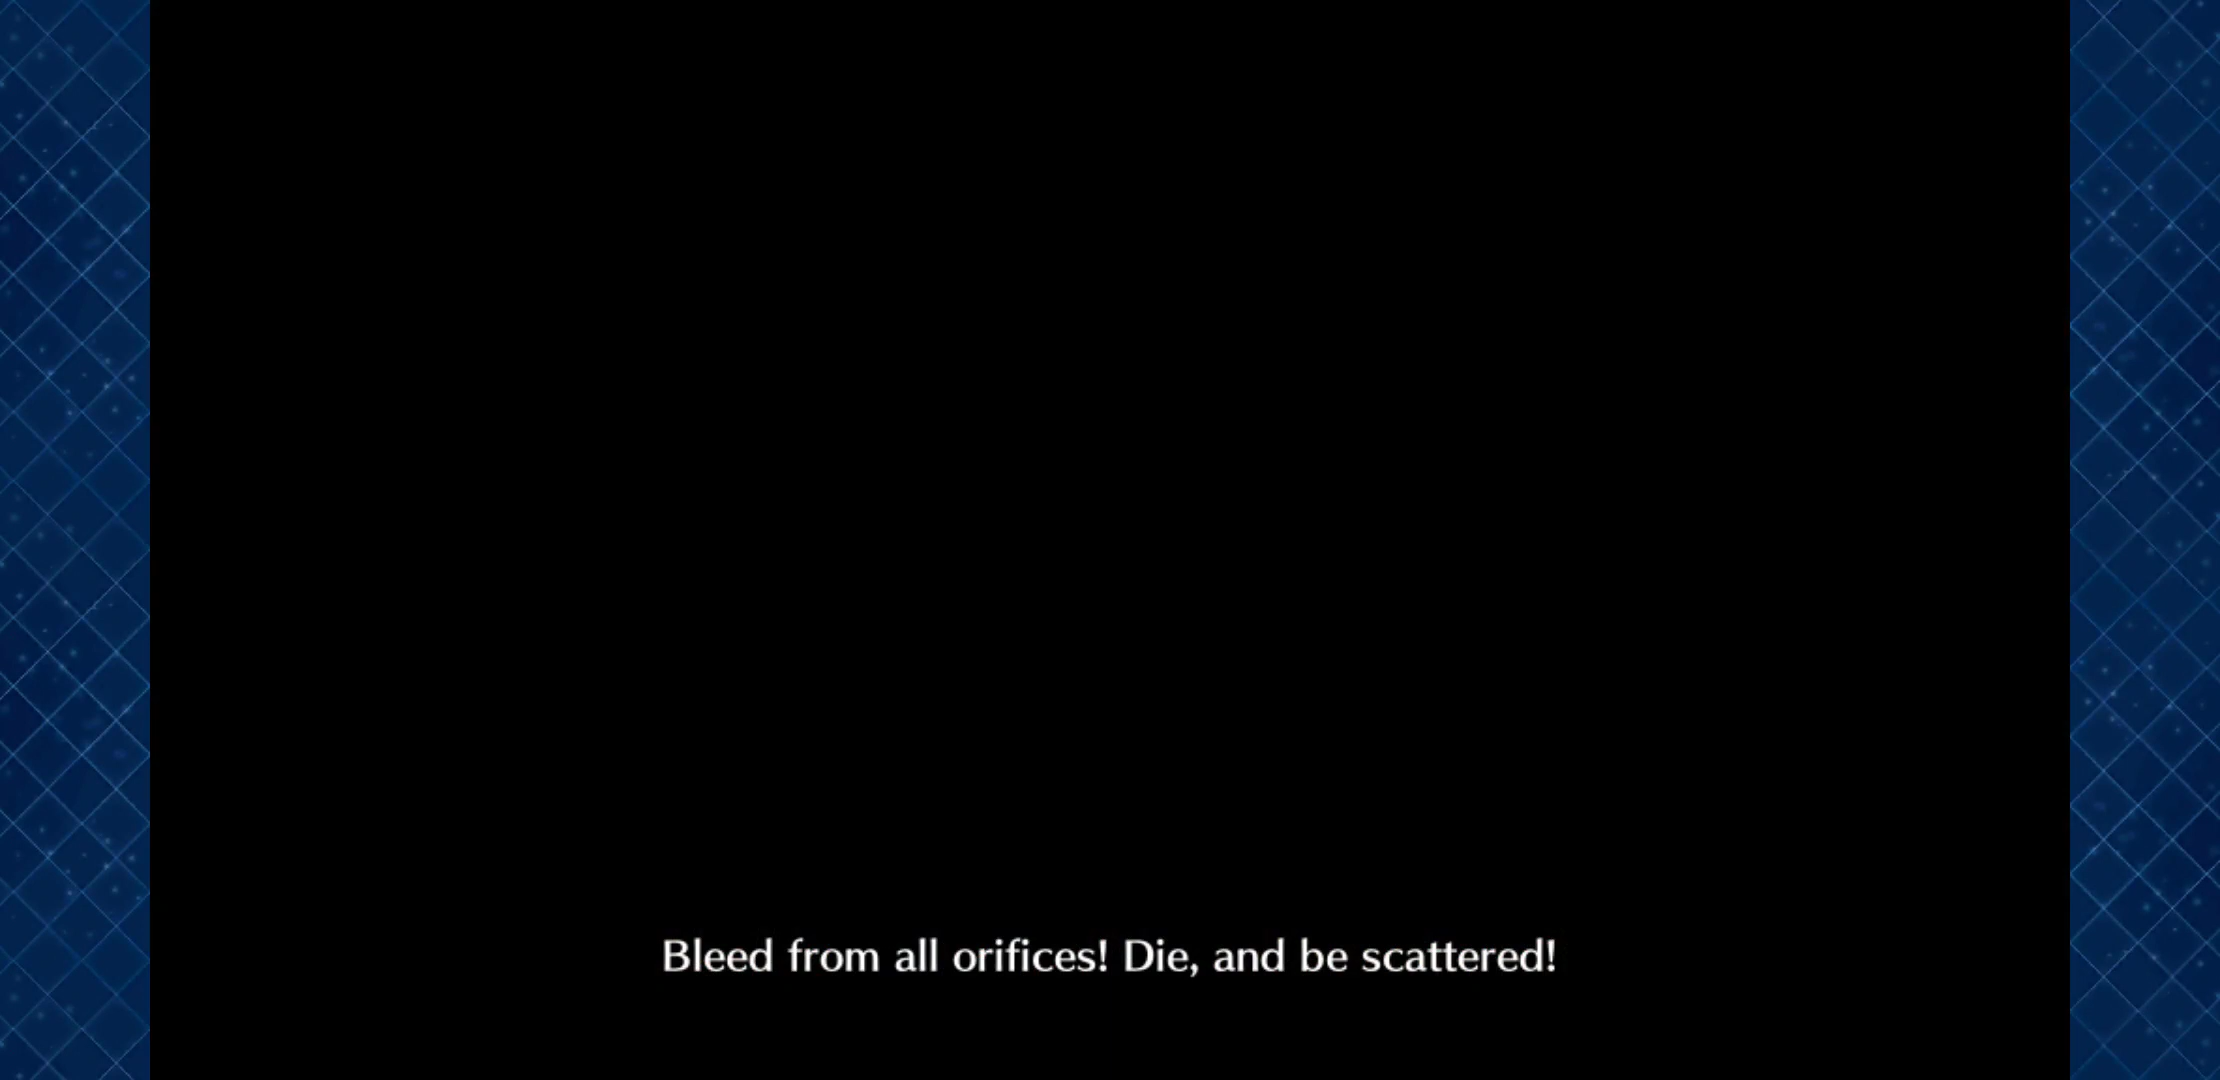 Bleed from all orifices! Die, and be scattered!